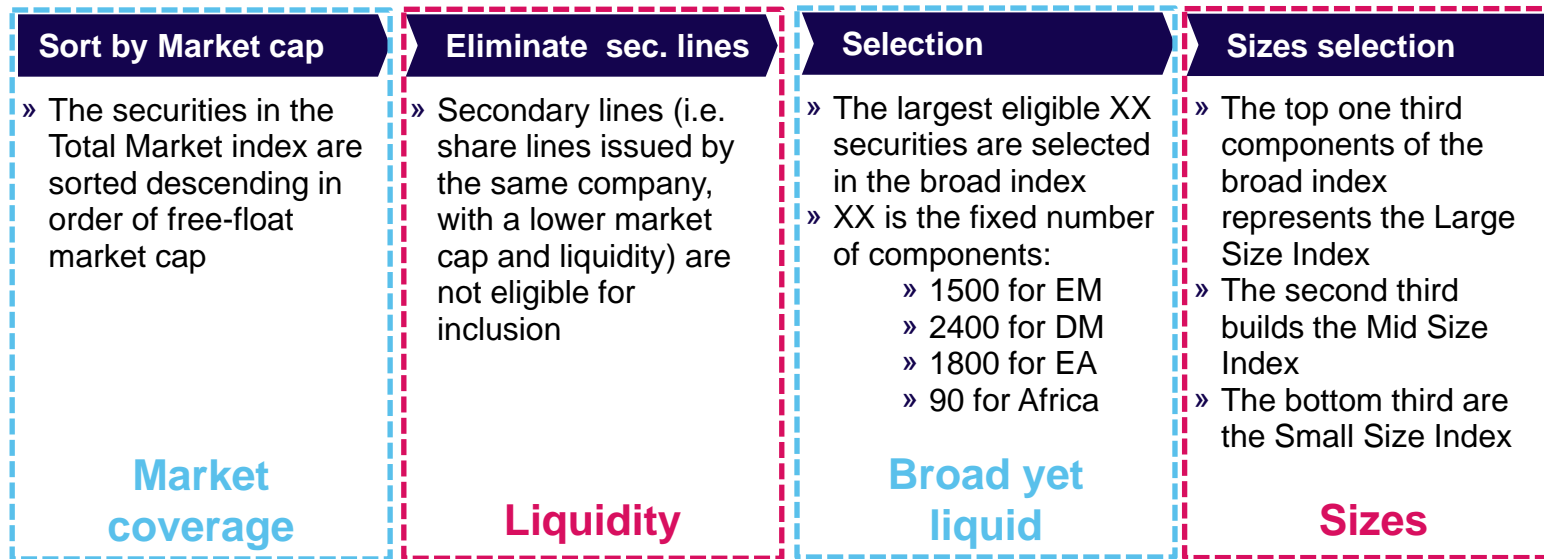 Sort by Market cap
» The securities in the
Total Market index are
sorted descending in
order of free-float
market cap
Market
coverage
Eliminate  sec. lines
» Secondary lines (i.e.
share lines issued by
the same company,
with a lower market
cap and liquidity) are
not eligible for
inclusion
Liquidity
Selection
» The largest eligible XX
securities are selected
in the broad index
» XX is the fixed number
of components:
» 1500 for EM
» 2400 for DM
» 1800 for EA
» 90 for Africa
Broad yet
liquid
Sizes selection
» The top one third
components of the
broad index
represents the Large
Size Index
» The second third
builds the Mid Size
Index
» The bottom third are
the Small Size Index
Sizes